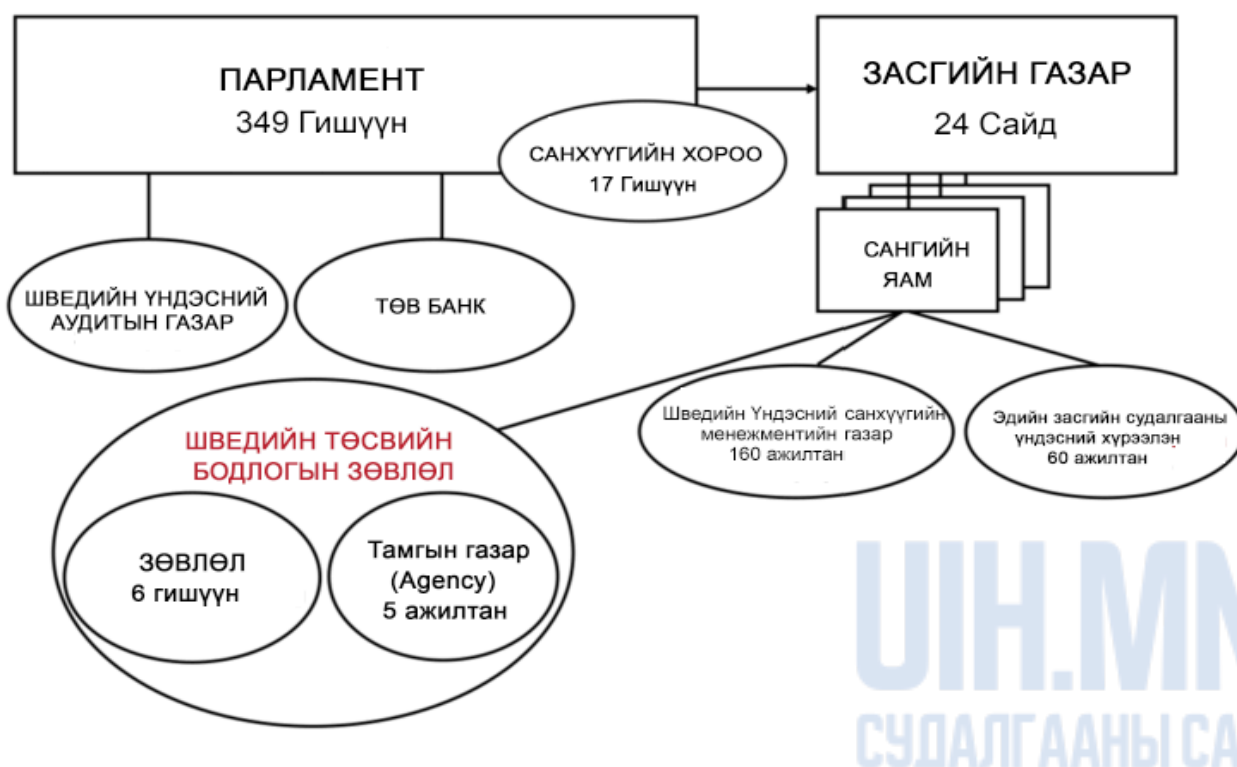 ПАРЛАМЕНТ
349 Гишүүн
ЗАСГИЙН ГАЗАР
24 Сайд
САНХҮҮГИЙН ХОРОО
17 Гишүүн
САНГИЙН
ЯАМ
ШВЕДИЙН ҮНДЭСНИЙ
АУДИТЫН ГАЗАР
ТӨВ БАНК
Шведийн Үндэсний санхүүгийн
менежментийн газар
160 ажилтан
Эдийн засгийн судалгааны
үндэсний хүрээлэн
60 ажилтан
ШВЕДИЙН ТӨСВИЙН
БОДЛОГЫН ЗӨВЛӨЛ
ЗӨВЛӨЛ
6 гишүүн
Тамгын газар
(Agency)
5 ажилтан
UIH.MN
СУДАЛГААНЫ